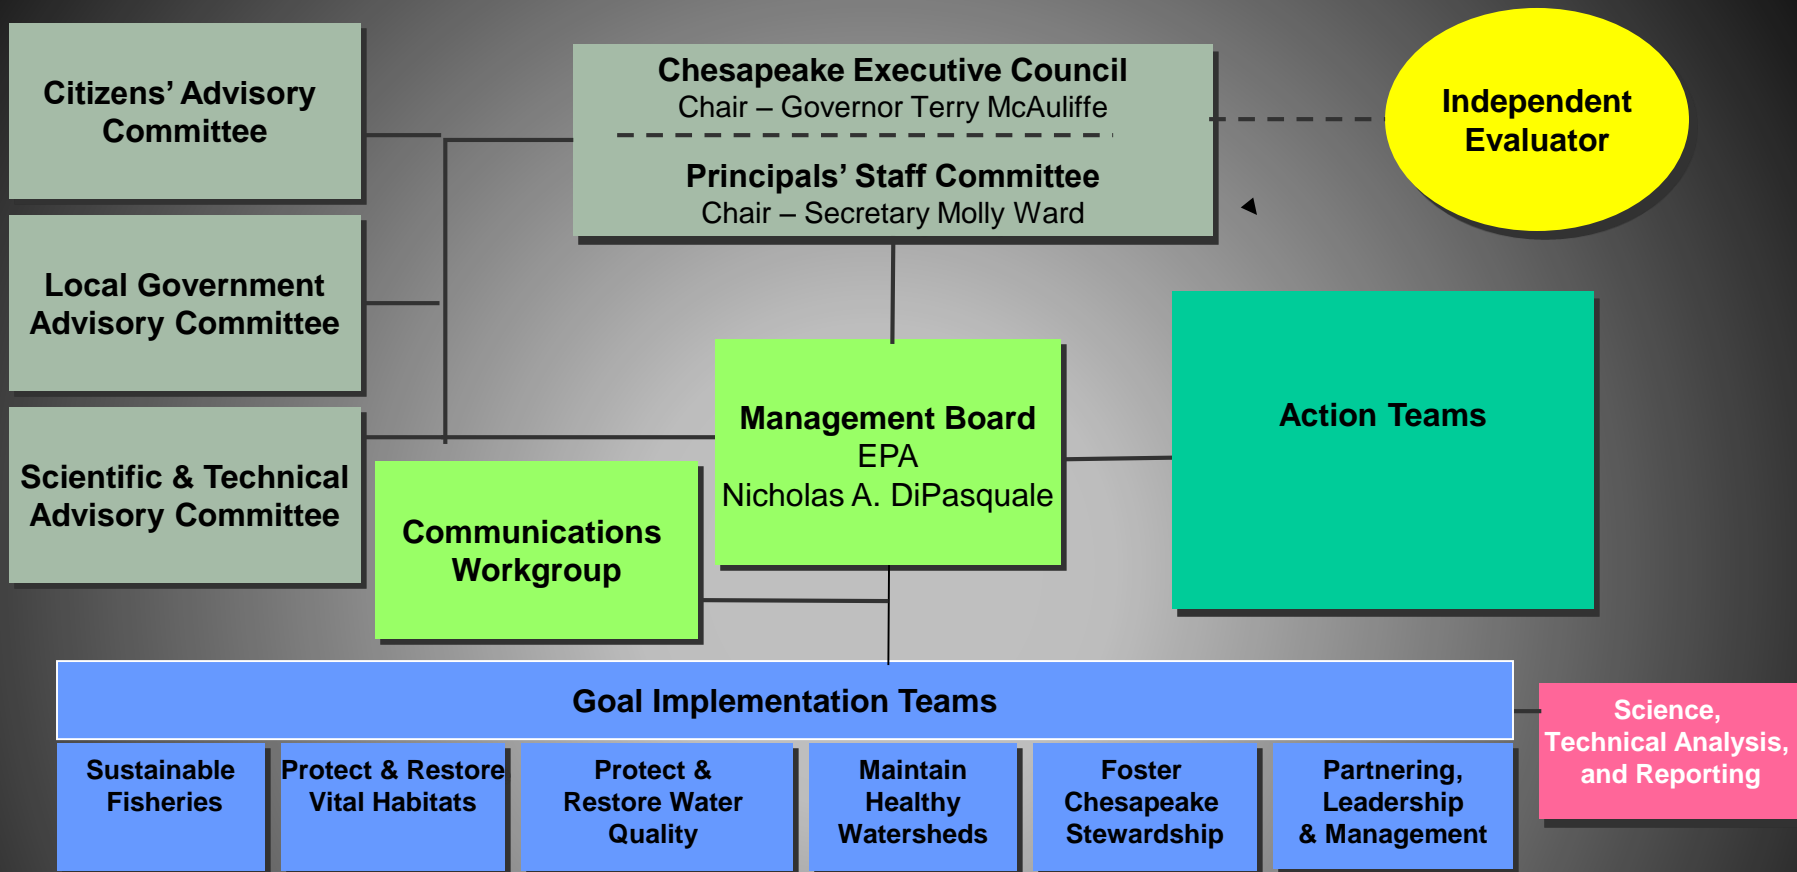 Citizens' Advisory
Committee
Chesapeake Executive Council
Chair – Governor Terry McAuliffe
Principals' Staff Committee
Chair – Secretary Molly Ward
Independent
Evaluator
Local Government
Advisory Committee
Scientific & Technical
Advisory Committee
Management Board
EPA
Nicholas A. DiPasquale
Action Teams
Communications
Workgroup
Goal Implementation Teams
Science,
Technical Analysis,
and Reporting
Sustainable
Fisheries
Protect & Restore
Vital Habitats
Protect &
Restore Water
Quality
Maintain
Healthy
Watersheds
Foster
Chesapeake
Stewardship
Partnering,
Leadership
& Management